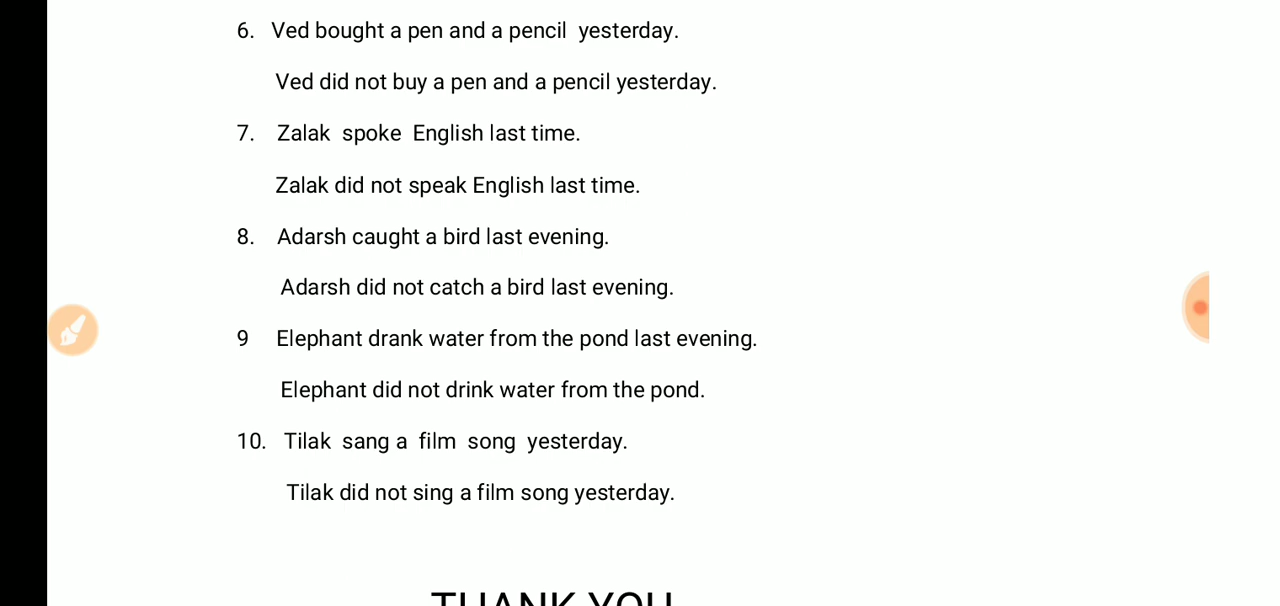 6. Ved bought a pen and a pencil yesterday.
Ved did not buy a pen and a pencil yesterday.
7. Zalak spoke English last time.
Zalak did not speak English last time.
8. Adarsh caught a bird last evening.
Adarsh did not catch a bird last evening.
9 Elephant drank water from the pond last evening.
Elephant did not drink water from the pond.
10. Tilak sang a film song yesterday.
Tilak did not sing a film song yesterday.
THANK YOU